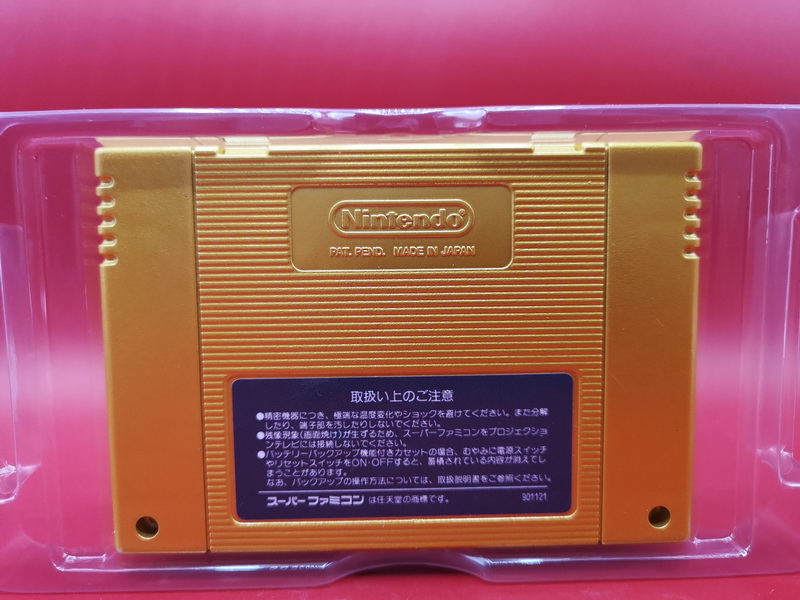 Nintendo®
PAT. PEND. MADE IN JAPAN
取扱い上のご注意
●精密機器につき、極端な温度変化やショックを避けてください。また分解
したり、端子部を汚したりしないでください。
●残像現象(画面焼け)が生ずるため、スーパーファミコンをプロジェクショ
ンテレビには接続しないください。
●バッテリーバックアップ機能付きカセットの場合、むやみに電源スイッチ
やリセットスイッチをON・OFFすると、蓄積されている内容が消えてし
まうことがあります。
なお、バックアップの操作方法については、取扱説明書をご参照ください。
スーパーファミコン は任天堂の商標です。 901121